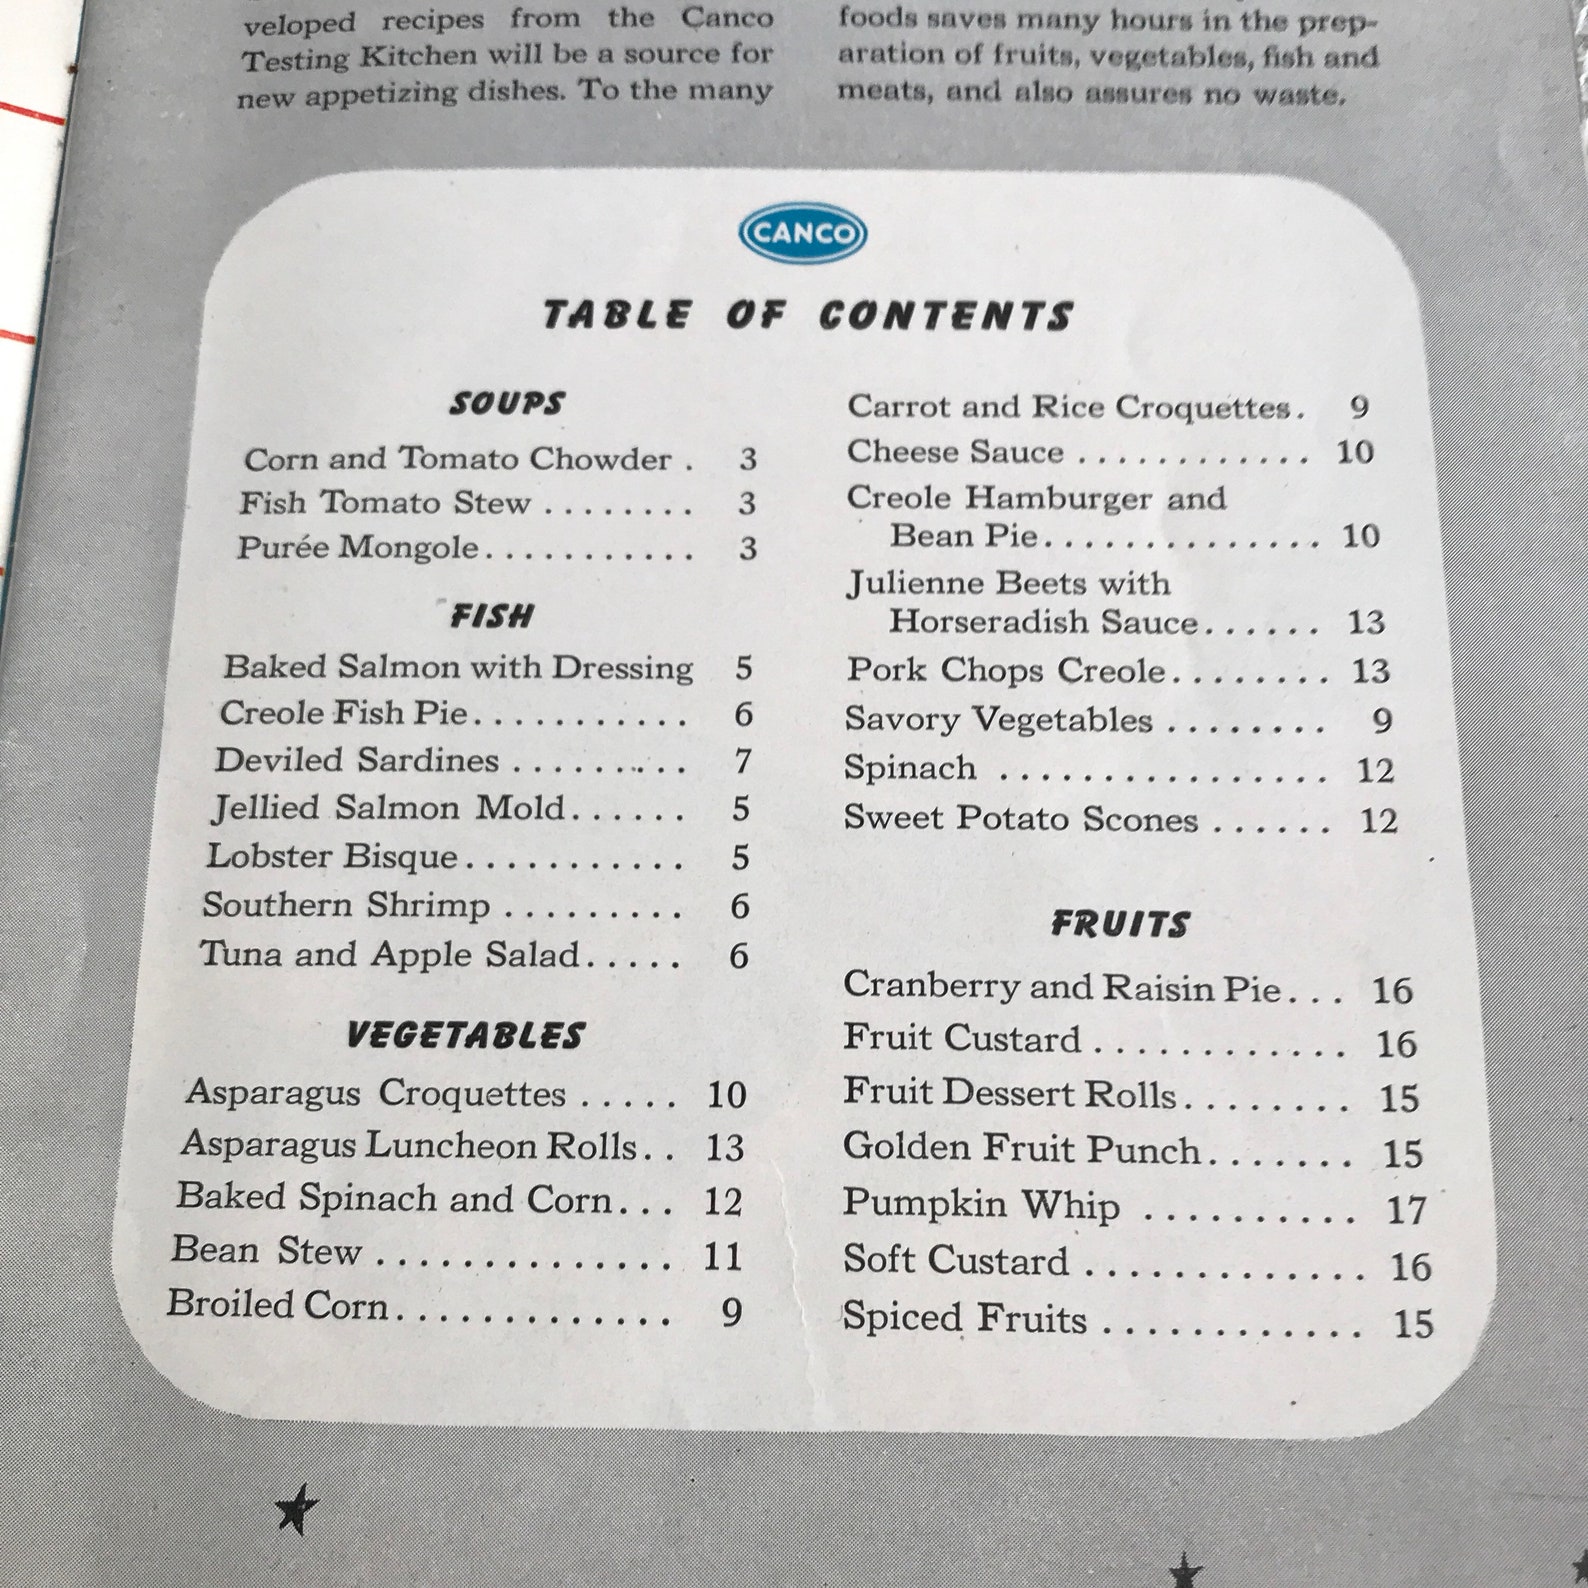 veloped recipes from the Canco
Testing Kitchen will be a source for
new appetizing dishes. To the many
foods saves many hours in the prep-
aration of fruits, vegetables, fish and
meats, and also assures no waste.
CANCO
TABLE OF CONTENTS
SOUPS
Corn and Tomato Chowder . 3
Fish Tomato Stew ........ 3
Purée Mongole........... 3
FISH
Baked Salmon with Dressing 5
Creole Fish Pie........... 6
Deviled Sardines ......... 7
Jellied Salmon Mold...... 5
Lobster Bisque........... 5
Southern Shrimp ......... 6
Tuna and Apple Salad..... 6
VEGETABLES
Asparagus Croquettes ..... 10
Asparagus Luncheon Rolls.. 13
Baked Spinach and Corn... 12
Bean Stew .............. 11
Broiled Corn............. 9
Carrot and Rice Croquettes. 9
Cheese Sauce ............ 10
Creole Hamburger and
Bean Pie.............. 10
Julienne Beets with
Horseradish Sauce...... 13
Pork Chops Creole........ 13
Savory Vegetables ........ 9
Spinach ................ 12
Sweet Potato Scones ...... 12
FRUITS
Cranberry and Raisin Pie... 16
Fruit Custard ............ 16
Fruit Dessert Rolls........ 15
Golden Fruit Punch....... 15
Pumpkin Whip .......... 17
Soft Custard ............. 16
Spiced Fruits ............ 15